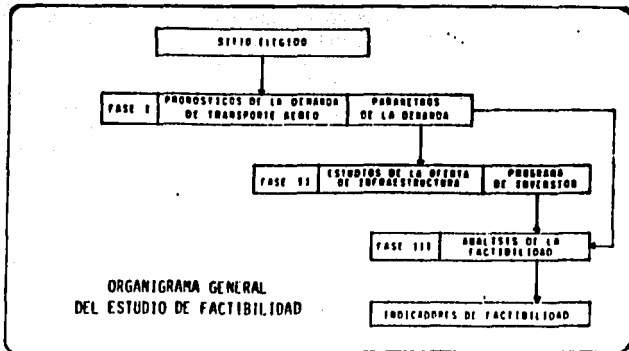 SITIO ELEGIDO
FASE I
PRONOSTICOS DE LA DEMANDA
DE TRANSPORTE AEREO
PARAMETROS
DE LA DEMANDA
FASE II
ESTUDIOS DE LA OFERTA
DE INFRAESTRUCTURA
PROGRAMA
DE INVERSION
FASE III
ANALISIS DE LA
FACTIBILIDAD
ORGANIGRAMA GENERAL
DEL ESTUDIO DE FACTIBILIDAD
INDICADORES DE FACTIBILIDAD